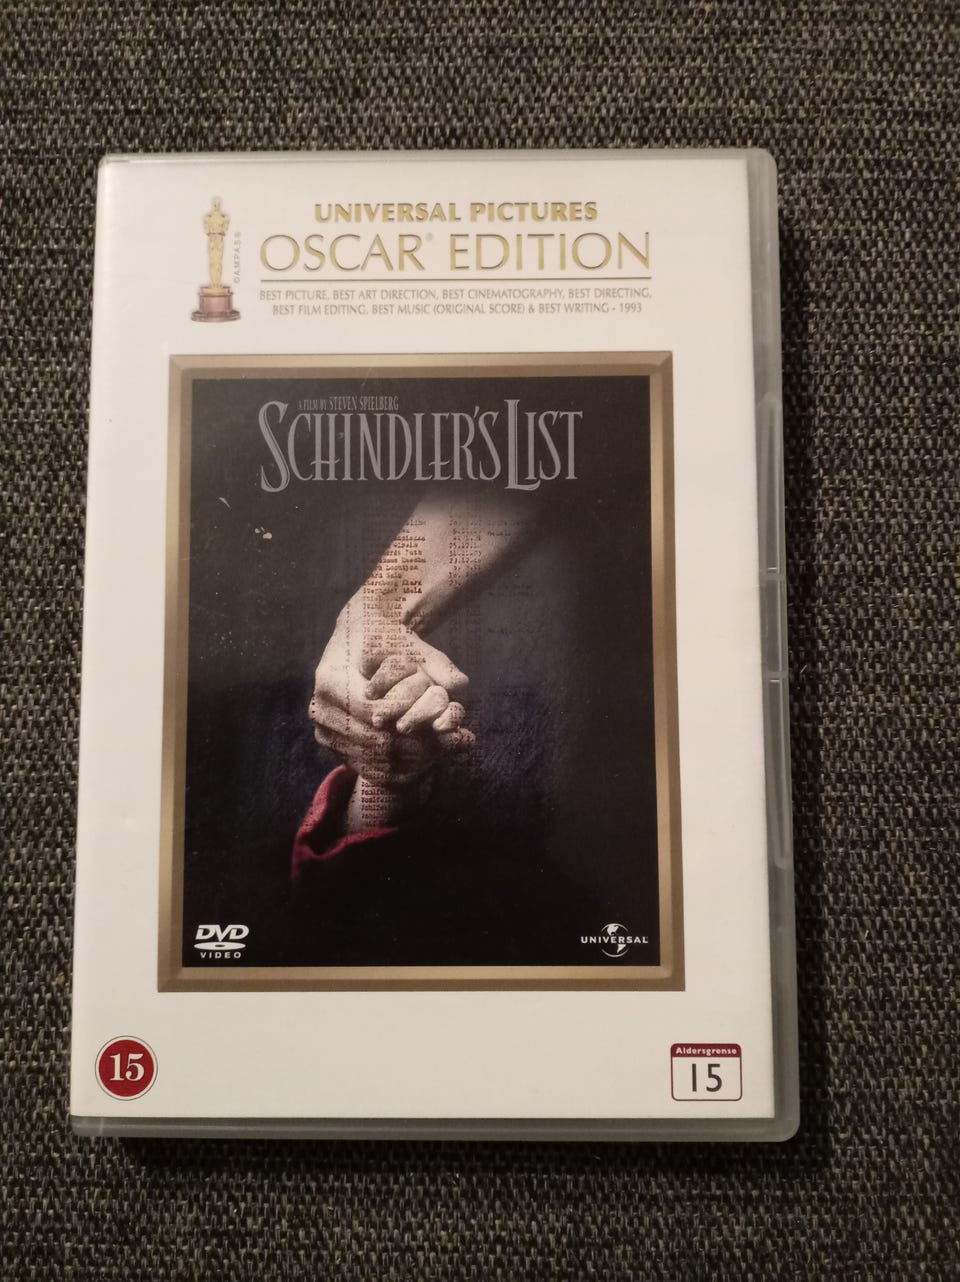 UNIVERSAL PICTURES
OSCAR® EDITION
©A.M.P.A.S.®
BEST PICTURE, BEST ART DIRECTION, BEST CINEMATOGRAPHY, BEST DIRECTING,
BEST FILM EDITING, BEST MUSIC (ORIGINAL SCORE) & BEST WRITING - 1993
A FILM BY STEVEN SPIELBERG
SCHINDLER'S LIST
DVD
VIDEO
UNIVERSAL
15
Aldersgrense
15